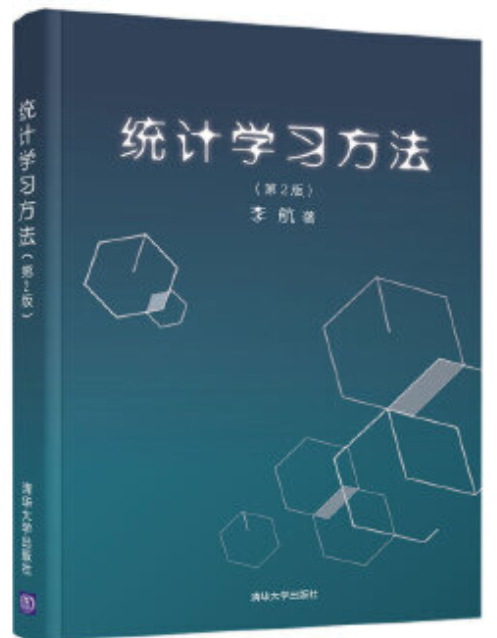 统计学习方法
（第2版）
李航 著
清华大学出版社
统计学习方法（第2版）
清华大学出版社